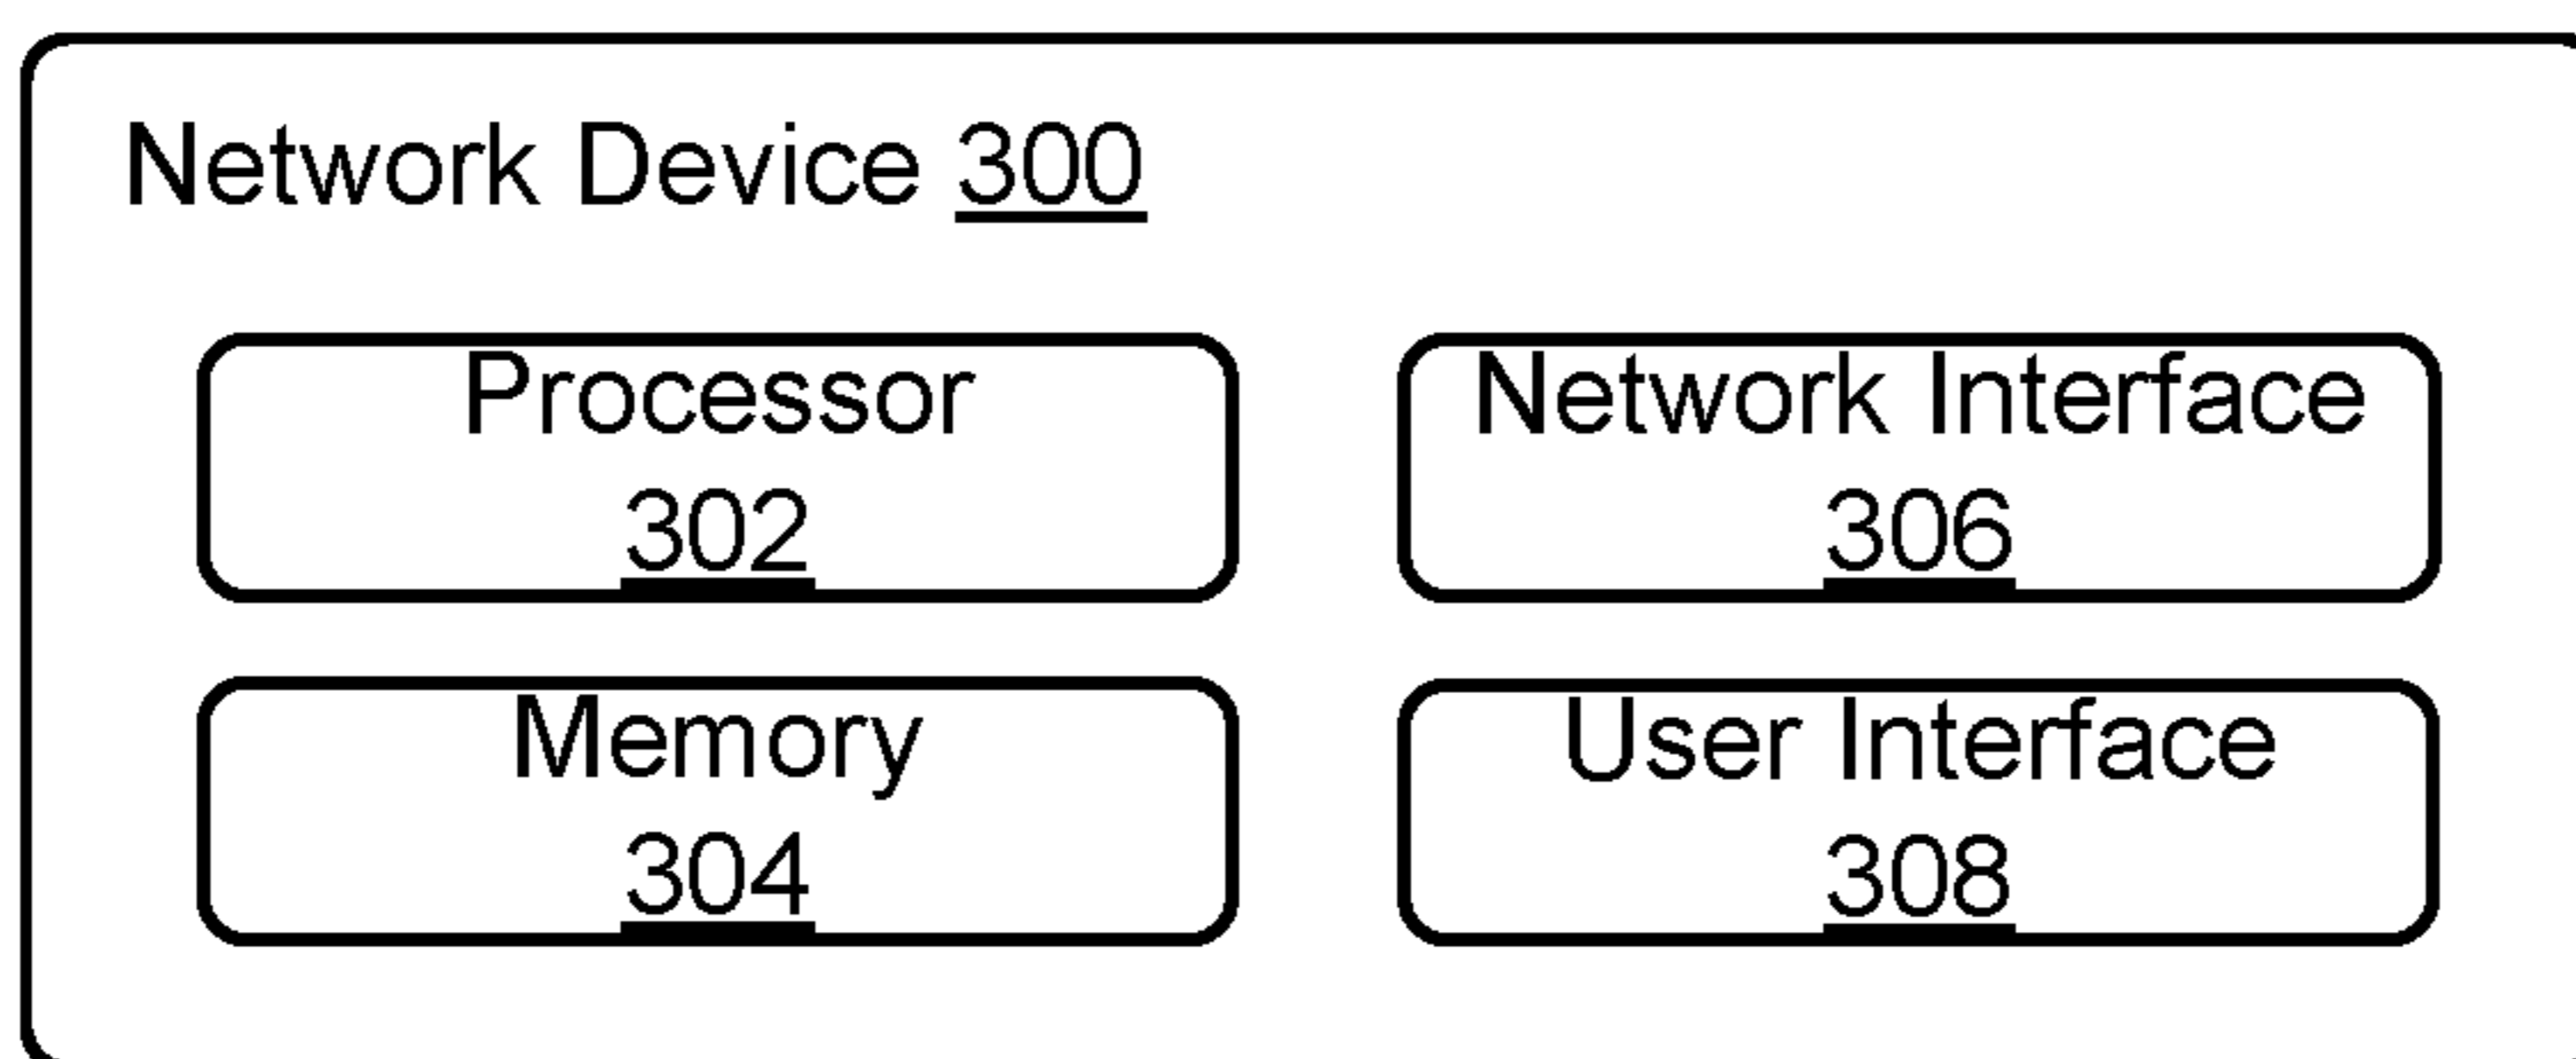 Network Device 300
Processor
302
Network Interface
306
Memory
304
User Interface
308